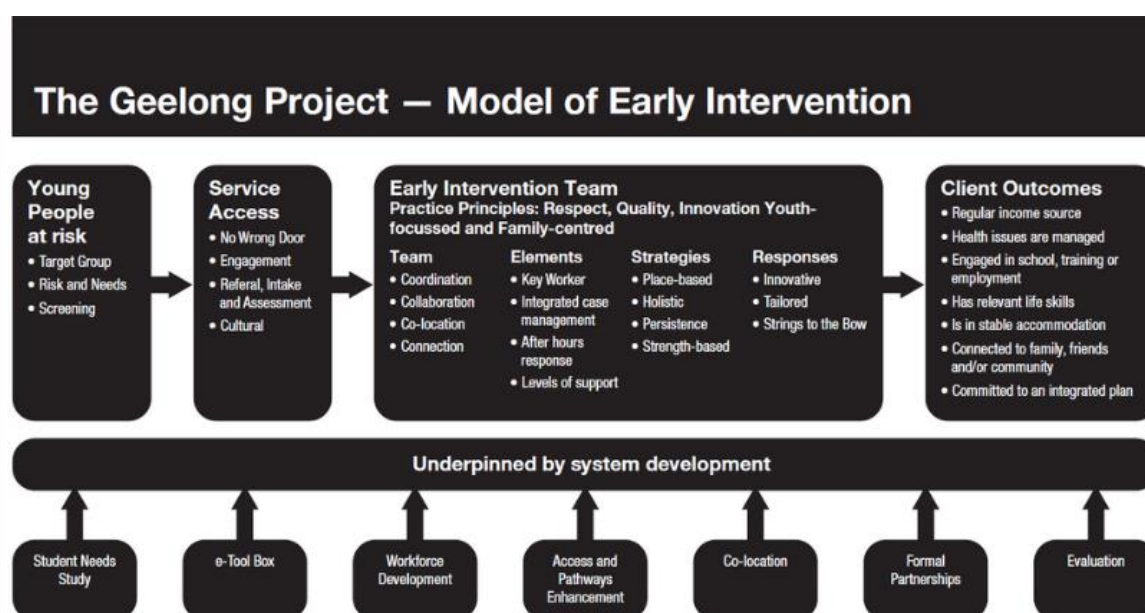 The Geelong Project — Model of Early Intervention
Young
People
at risk
• Target Group
• Risk and Needs
• Screening
Service
Access
• No Wrong Door
• Engagement
• Referal, Intake
and Assessment
• Cultural
Early Intervention Team
Practice Principles: Respect, Quality, Innovation Youth-
focussed and Family-centred
Team
• Coordination
• Collaboration
• Co-location
• Connection
Elements
• Key Worker
• Integrated case
management
• After hours
response
• Levels of support
Strategies
• Place-based
• Holistic
• Persistence
• Strength-based
Responses
• Innovative
• Tailored
• Strings to the Bow
Client Outcomes
• Regular income source
• Health issues are managed
• Engaged in school, training or
employment
• Has relevant life skills
• Is in stable accommodation
• Connected to family, friends
and/or community
• Committed to an integrated plan
Underpinned by system development
Student Needs
Study
e-Tool Box
Workforce
Development
Access and
Pathways
Enhancement
Co-location
Formal
Partnerships
Evaluation